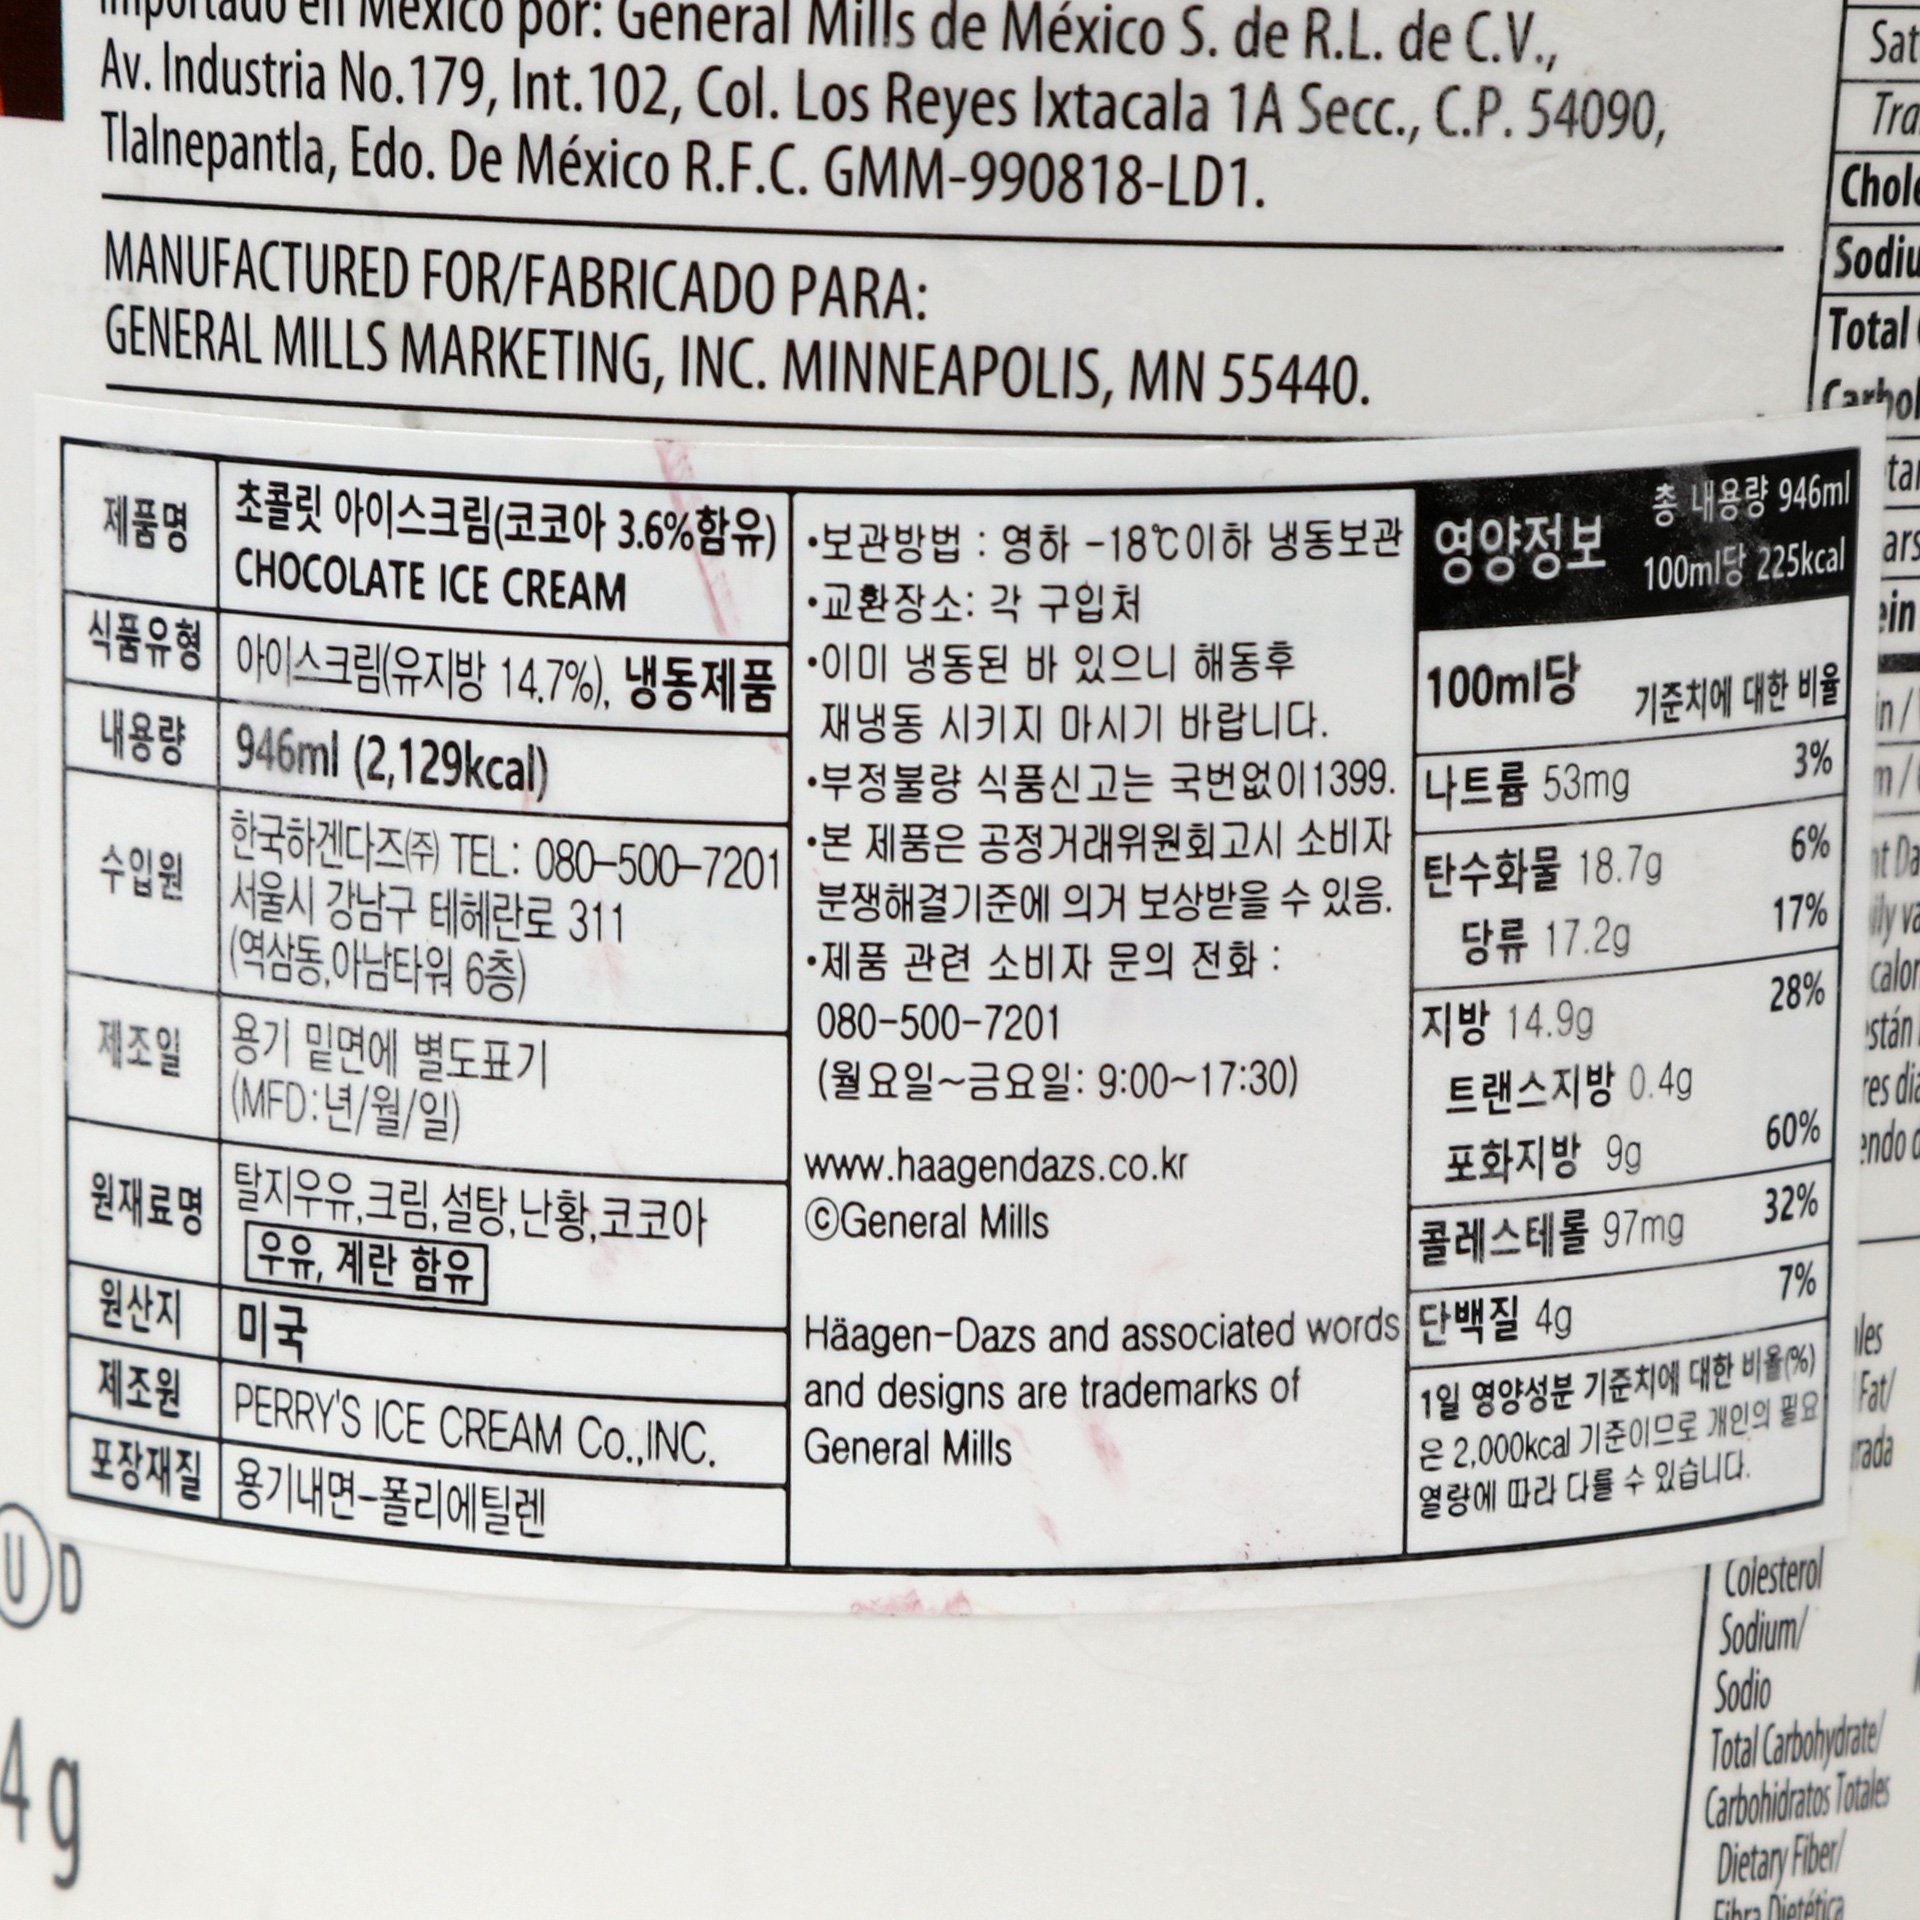 Importado en México por: General Mills de México S. de R.L. de C.V.,
Av. Industria No.179, Int.102, Col. Los Reyes Ixtacala 1A Secc., C.P. 54090,
Tlalnepantla, Edo. De México R.F.C. GMM-990818-LD1.
MANUFACTURED FOR/FABRICADO PARA:
GENERAL MILLS MARKETING, INC. MINNEAPOLIS, MN 55440.
제품명
초콜릿 아이스크림(코코아 3.6%함유)
CHOCOLATE ICE CREAM
식품유형
아이스크림(유지방 14.7%), 냉동제품
내용량
946ml (2,129kcal)
수입원
한국하겐다즈㈜ TEL: 080-500-7201
서울시 강남구 테헤란로 311
(역삼동,아남타워 6층)
제조일
용기 밑면에 별도표기
(MFD:년/월/일)
원재료명
탈지우유,크림,설탕,난황,코코아
우유, 계란 함유
원산지
미국
제조원
PERRY'S ICE CREAM Co.,INC.
포장재질
용기내면-폴리에틸렌
•보관방법 : 영하 -18℃이하 냉동보관
•교환장소: 각 구입처
•이미 냉동된 바 있으니 해동후
재냉동 시키지 마시기 바랍니다.
•부정불량 식품신고는 국번없이1399.
•본 제품은 공정거래위원회고시 소비자
분쟁해결기준에 의거 보상받을 수 있음.
•제품 관련 소비자 문의 전화 :
080-500-7201
(월요일~금요일: 9:00~17:30)
www.haagendazs.co.kr
©General Mills
Häagen-Dazs and associated words
and designs are trademarks of
General Mills
영양정보
총 내용량 946ml
100ml당 225kcal
100ml당 기준치에 대한 비율
나트륨 53mg 3%
탄수화물 18.7g 6%
당류 17.2g 17%
지방 14.9g 28%
트랜스지방 0.4g
포화지방 9g 60%
콜레스테롤 97mg 32%
단백질 4g 7%
1일 영양성분 기준치에 대한 비율(%)
은 2,000kcal 기준이므로 개인의 필요
열량에 따라 다를 수 있습니다.
U D
4g
Sat
Tra
Chole
Sodiu
Total
Carbol
Colesterol
Sodium/
Sodio
Total Carbohydrate/
Carbohidratos Totales
Dietary Fiber/
Fibra Dietética